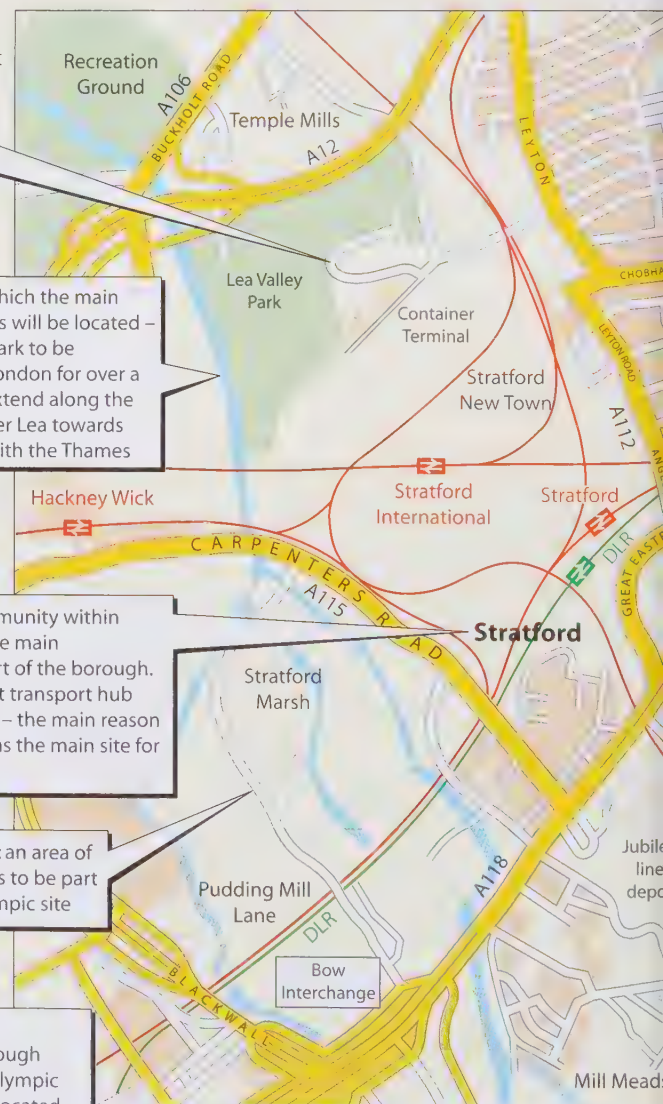 Recreation
Ground
A106
BUCKHOLT ROAD
Temple Mills
A12
LEYTON
CHOBHA
Lea Valley
Park
Container
Terminal
LEYTON ROAD
A112
ANG
hich the main
s will be located –
ark to be
ondon for over a
xtend along the
er Lea towards
ith the Thames
Stratford
New Town
Hackney Wick
Stratford
International
Stratford
DLR
GREAT EASTE
CARPENTERS ROAD
A115
munity within
e main
rt of the borough.
t transport hub
– the main reason
as the main site for
Stratford
Stratford
Marsh
t an area of
s to be part
mpic site
Pudding Mill
Lane
DLR
A118
Jubile
line
depo
Bow
Interchange
BLACKWALL
ough
lympic
ocated
Mill Meads